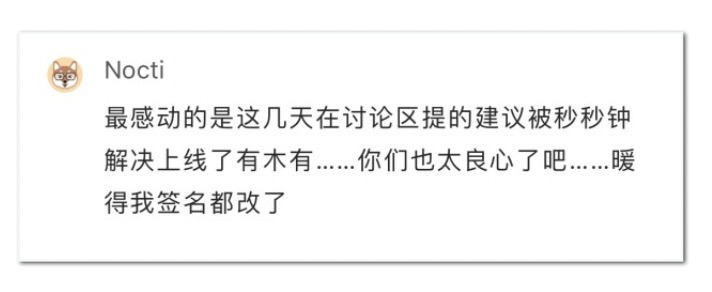 Nocti
最感动的是这几天在讨论区提的建议被秒秒钟
解决上线了有木有……你们也太良心了吧……暖
得我签名都改了